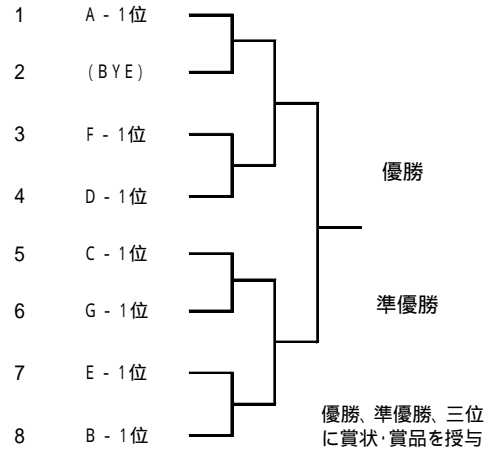 1 A - 1位
2 (BYE)
3 F - 1位
4 D - 1位
優勝
5 C - 1位
6 G - 1位
準優勝
7 E - 1位
8 B - 1位
優勝、準優勝、三位
に賞状・賞品を授与